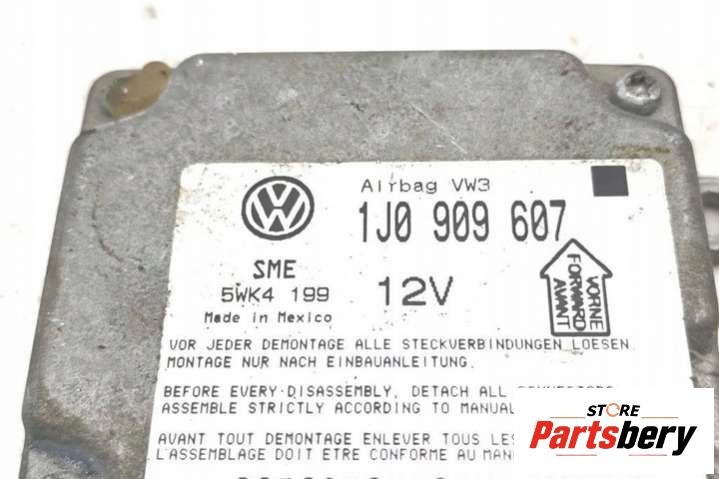 Airbag VW3
1J0 909 607
SME
5WK4 199
12V
Made in Mexico
VORNE
FORWARD
AVANT
VOR JEDER DEMONTAGE ALLE STECKVERBINDUNGEN LOESEN.
MONTAGE NUR NACH EINBAUANLEITUNG.
BEFORE EVERY DISASSEMBLY, DETACH ALL
ASSEMBLE STRICTLY ACCORDING TO MANUAL
AVANT TOUT DEMONTAGE ENLEVER TOUS LES
L'ASSEMBLAGE DOIT ETRE CONFORME AU MAN
STORE
Partsbery